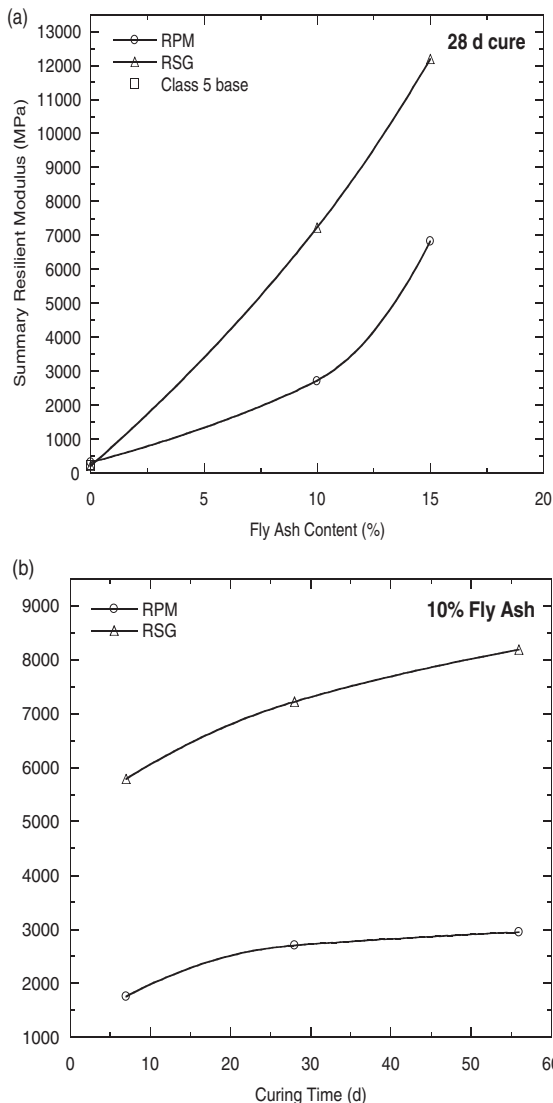 (a)
RPM
RSG
Class 5 base
28 d cure
Summary Resilient Modulus (MPa)
13000
12000
11000
10000
9000
8000
7000
6000
5000
4000
3000
2000
1000
0
0 5 10 15 20
Fly Ash Content (%)
(b)
RPM
RSG
10% Fly Ash
9000
8000
7000
6000
5000
4000
3000
2000
1000
0 10 20 30 40 50 60
Curing Time (d)